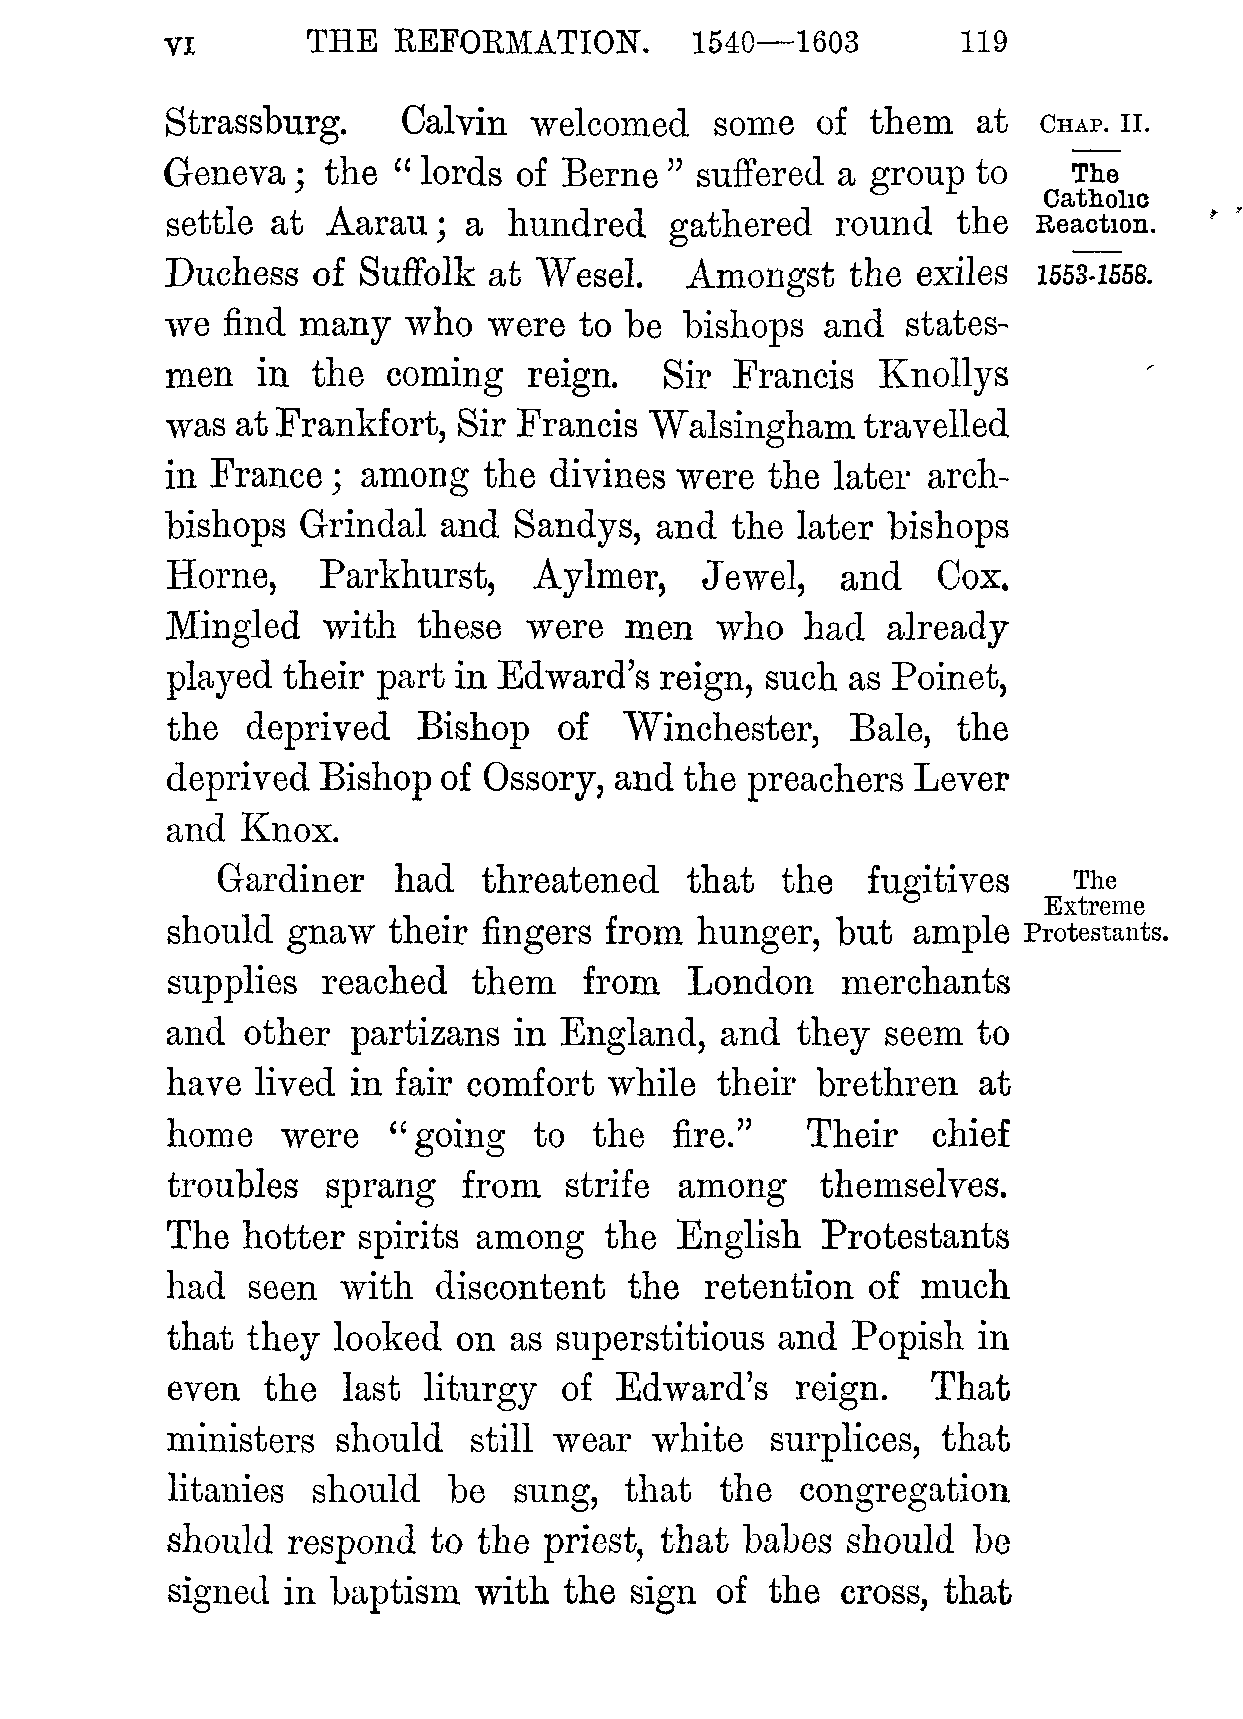 VI THE REFORMATION. 1540—1603 119
Strassburg. Calvin welcomed some of them at
Geneva; the "lords of Berne" suffered a group to
settle at Aarau; a hundred gathered round the
Duchess of Suffolk at Wesel. Amongst the exiles
we find many who were to be bishops and states-
men in the coming reign. Sir Francis Knollys
was at Frankfort, Sir Francis Walsingham travelled
in France; among the divines were the later arch-
bishops Grindal and Sandys, and the later bishops
Horne, Parkhurst, Aylmer, Jewel, and Cox.
Mingled with these were men who had already
played their part in Edward's reign, such as Poinet,
the deprived Bishop of Winchester, Bale, the
deprived Bishop of Ossory, and the preachers Lever
and Knox.
Gardiner had threatened that the fugitives
should gnaw their fingers from hunger, but ample
supplies reached them from London merchants
and other partizans in England, and they seem to
have lived in fair comfort while their brethren at
home were "going to the fire." Their chief
troubles sprang from strife among themselves.
The hotter spirits among the English Protestants
had seen with discontent the retention of much
that they looked on as superstitious and Popish in
even the last liturgy of Edward's reign. That
ministers should still wear white surplices, that
litanies should be sung, that the congregation
should respond to the priest, that babes should be
signed in baptism with the sign of the cross, that
CHAP. II.
The
Catholic
Reaction.
1553-1558.
The
Extreme
Protestants.